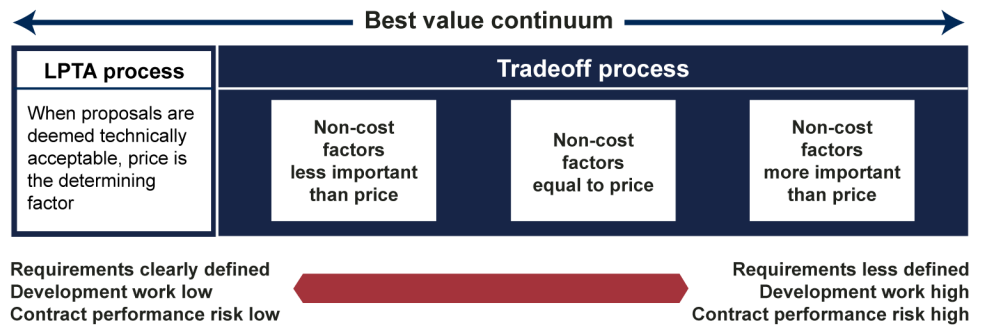 Best value continuum
LPTA process
When proposals are
deemed technically
acceptable, price is
the determining
factor
Tradeoff process
Non-cost
factors
less important
than price
Non-cost
factors
equal to price
Non-cost
factors
more important
than price
Requirements clearly defined
Development work low
Contract performance risk low
Requirements less defined
Development work high
Contract performance risk high